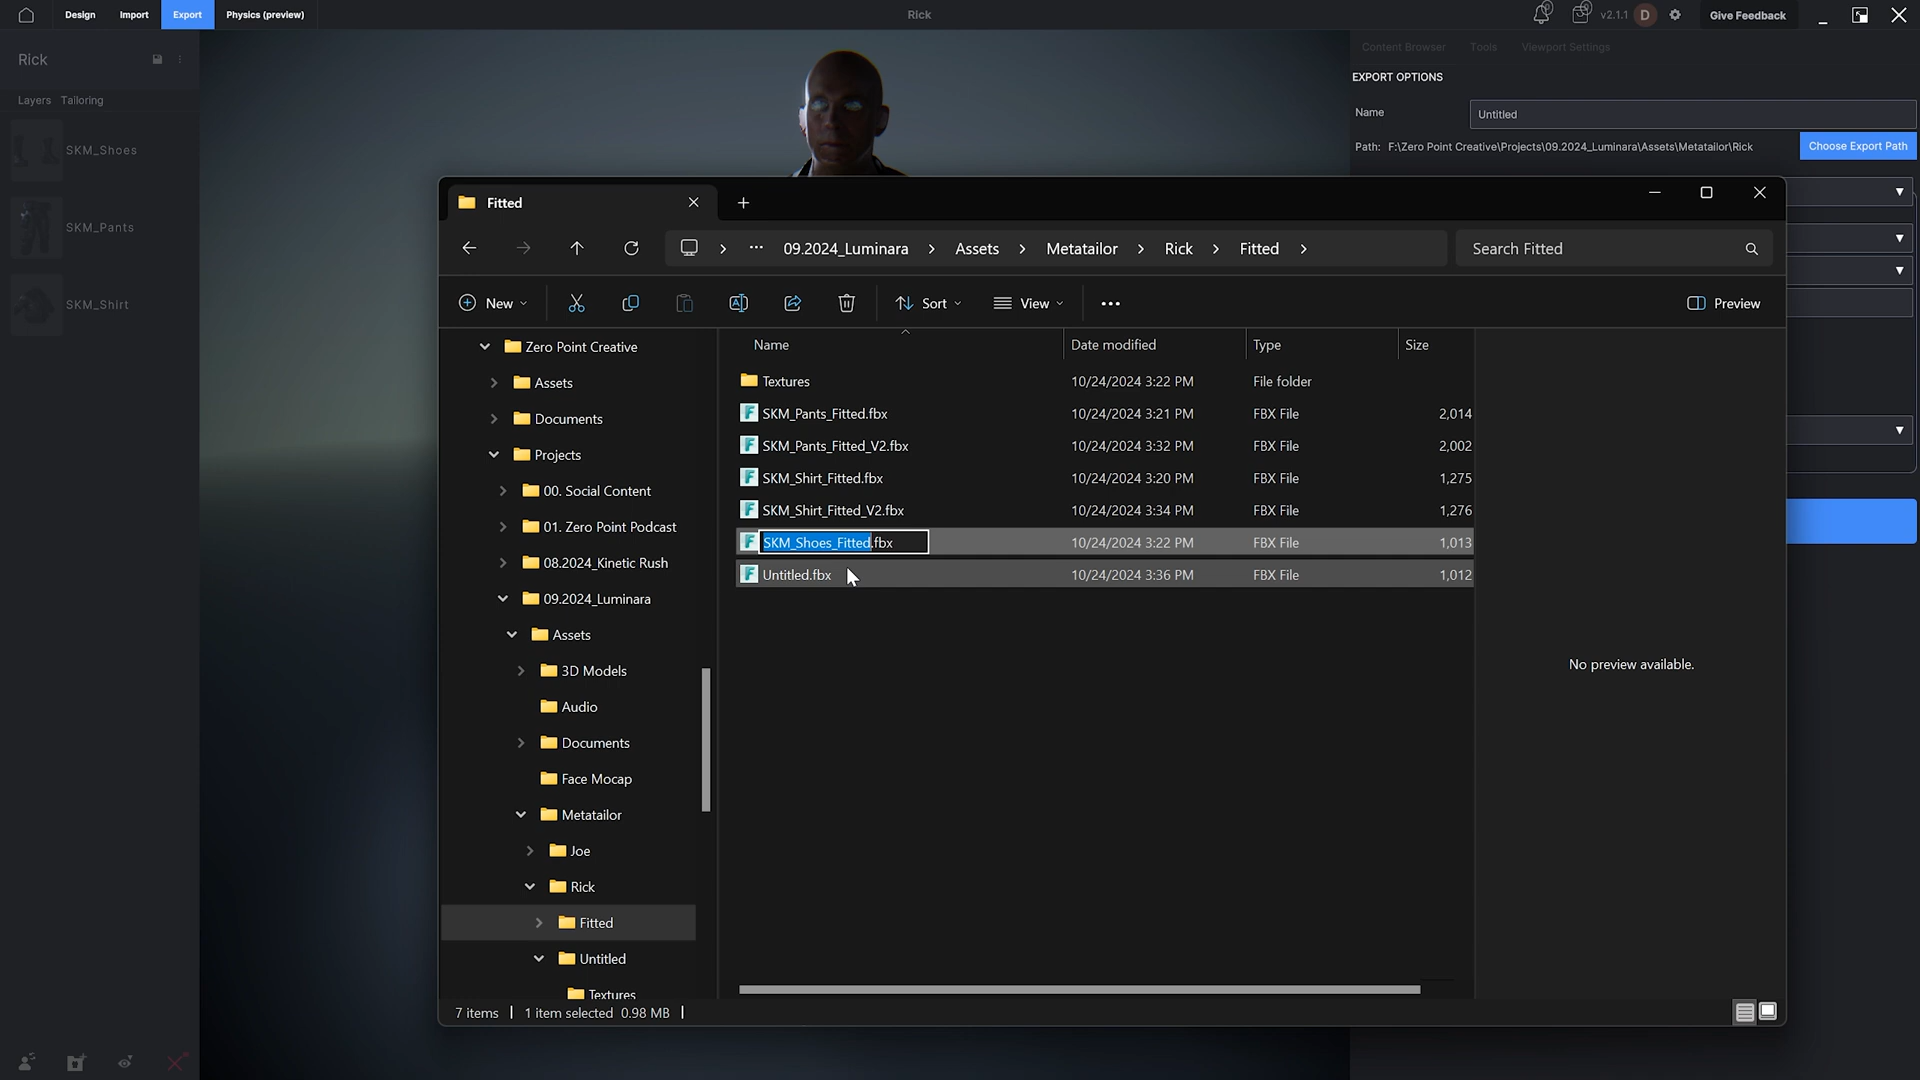 Design Import Export Physics (preview) Rick v2.1.1 D Give Feedback
Rick
Layers Tailoring
SKM_Shoes
SKM_Pants
SKM_Shirt
Content Browser Tools Viewport Settings
EXPORT OPTIONS
Name Untitled
Path: F:\Zero Point Creative\Projects\09.2024_Luminara\Assets\Metatailor\Rick Choose Export Path
Fitted
09.2024_Luminara Assets Metatailor Rick Fitted Search Fitted
New Sort View Preview
Zero Point Creative
Assets
Documents
Projects
00. Social Content
01. Zero Point Podcast
08.2024_Kinetic Rush
09.2024_Luminara
Assets
3D Models
Audio
Documents
Face Mocap
Metatailor
Joe
Rick
Fitted
Untitled
Textures
Name Date modified Type Size
Textures 10/24/2024 3:22 PM File folder
SKM_Pants_Fitted.fbx 10/24/2024 3:21 PM FBX File 2,014
SKM_Pants_Fitted_V2.fbx 10/24/2024 3:32 PM FBX File 2,002
SKM_Shirt_Fitted.fbx 10/24/2024 3:20 PM FBX File 1,275
SKM_Shirt_Fitted_V2.fbx 10/24/2024 3:34 PM FBX File 1,276
SKM_Shoes_Fitted.fbx 10/24/2024 3:22 PM FBX File 1,013
Untitled.fbx 10/24/2024 3:36 PM FBX File 1,012
No preview available.
7 items 1 item selected 0.98 MB